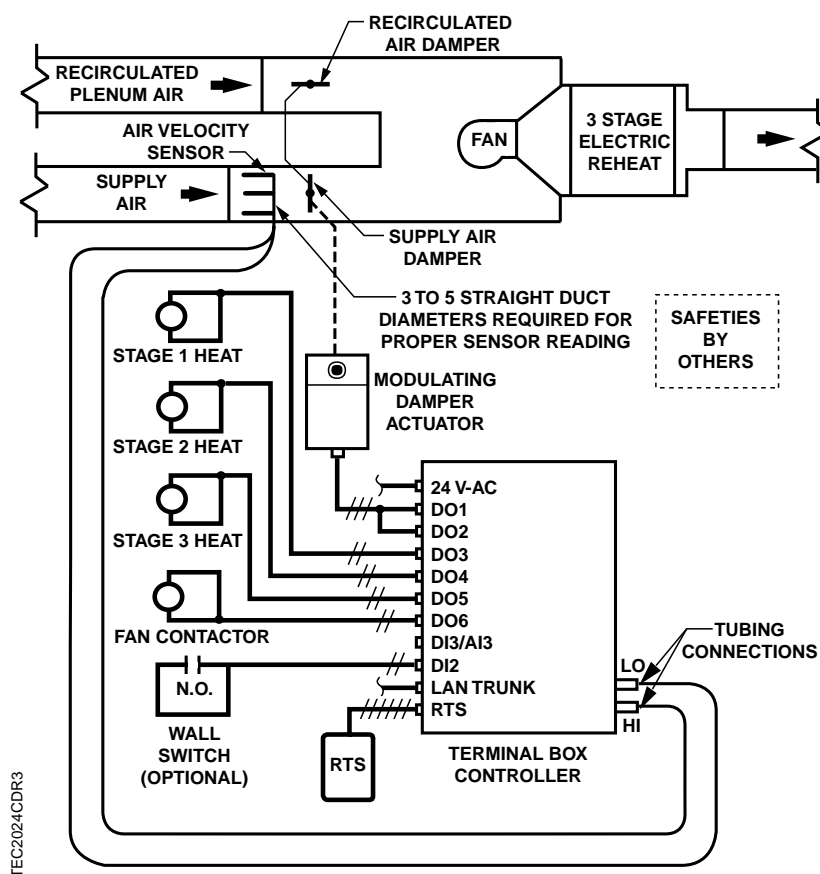 RECIRCULATED
AIR DAMPER
RECIRCULATED
PLENUM AIR
AIR VELOCITY
SENSOR
FAN
3 STAGE
ELECTRIC
REHEAT
SUPPLY
AIR
SUPPLY AIR
DAMPER
3 TO 5 STRAIGHT DUCT
DIAMETERS REQUIRED FOR
PROPER SENSOR READING
SAFETIES
BY
OTHERS
STAGE 1 HEAT
MODULATING
DAMPER
ACTUATOR
STAGE 2 HEAT
STAGE 3 HEAT
FAN CONTACTOR
24 V-AC
DO1
DO2
DO3
DO4
DO5
DO6
DI3/AI3
DI2
LAN TRUNK
RTS
TUBING
CONNECTIONS
LO
HI
N.O.
WALL
SWITCH
(OPTIONAL)
RTS
TERMINAL BOX
CONTROLLER
TEC2024CDR3